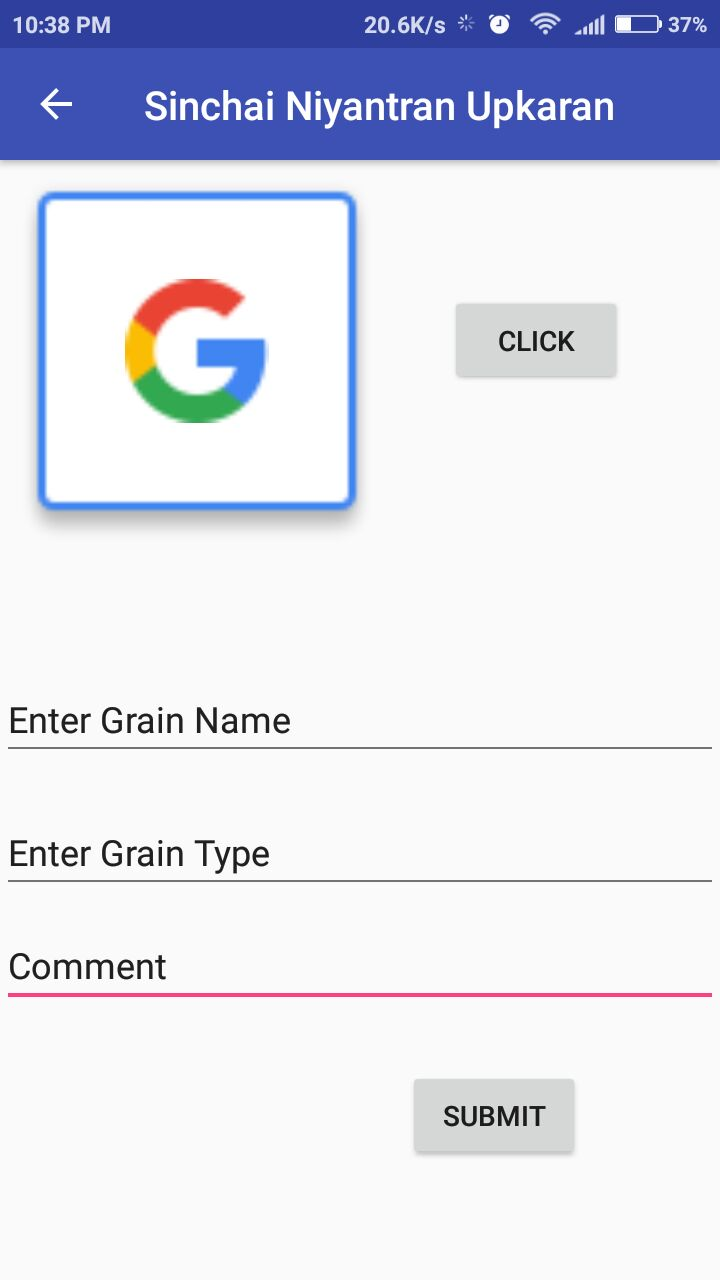 10:38 PM 20.6K/s 37%
Sinchai Niyantran Upkaran
G
CLICK
Enter Grain Name
Enter Grain Type
Comment
SUBMIT